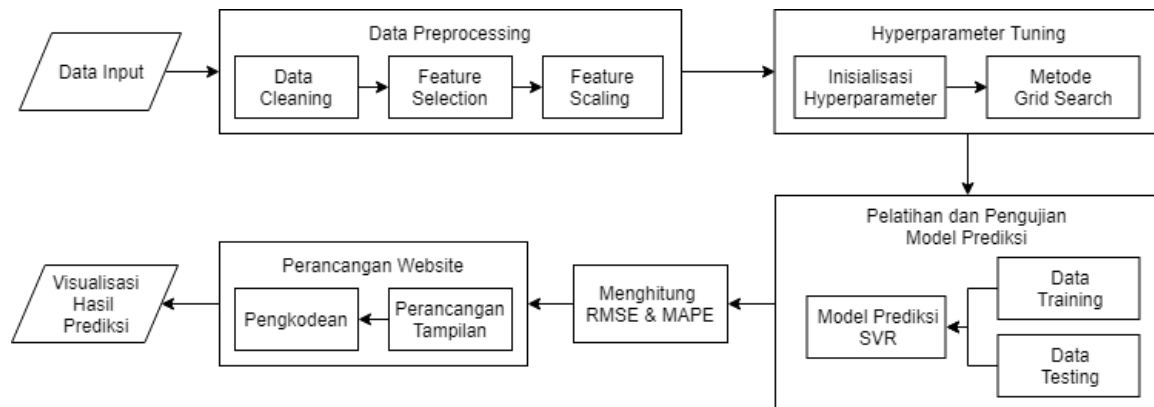 Data Input
Data Preprocessing
Data
Cleaning
Feature
Selection
Feature
Scaling
Hyperparameter Tuning
Inisialisasi
Hyperparameter
Metode
Grid Search
Pelatihan dan Pengujian
Model Prediksi
Data
Training
Model Prediksi
SVR
Data
Testing
Menghitung
RMSE & MAPE
Perancangan Website
Perancangan
Tampilan
Pengkodean
Visualisasi
Hasil
Prediksi